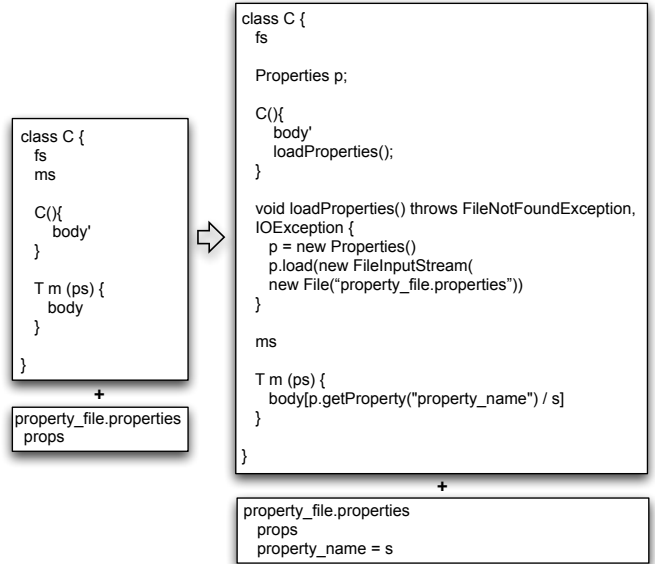 class C {
fs
ms
C(){
body'
}
T m (ps) {
body
}
}
+
property_file.properties
props
class C {
fs
Properties p;
C(){
body'
loadProperties();
}
void loadProperties() throws FileNotFoundException,
IOException {
p = new Properties()
p.load(new FileInputStream(
new File(“property_file.properties”))
}
ms
T m (ps) {
body[p.getProperty("property_name") / s]
}
}
+
property_file.properties
props
property_name = s